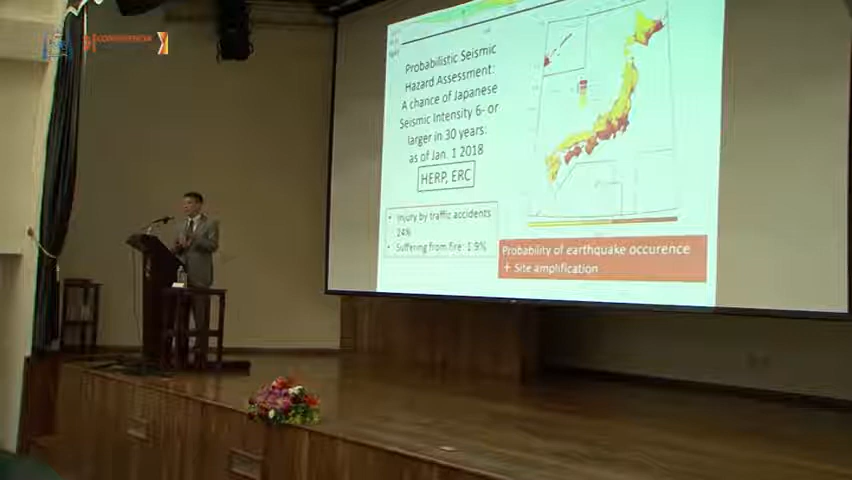 CONFERENCIA
Probabilistic Seismic
Hazard Assessment:
A chance of Japanese
Seismic Intensity 6- or
larger in 30 years:
as of Jan. 1 2018
HERP, ERC
• Injury by traffic accidents
24%
• Suffering from fire: 1.9%
Probability of earthquake occurence
+ Site amplification